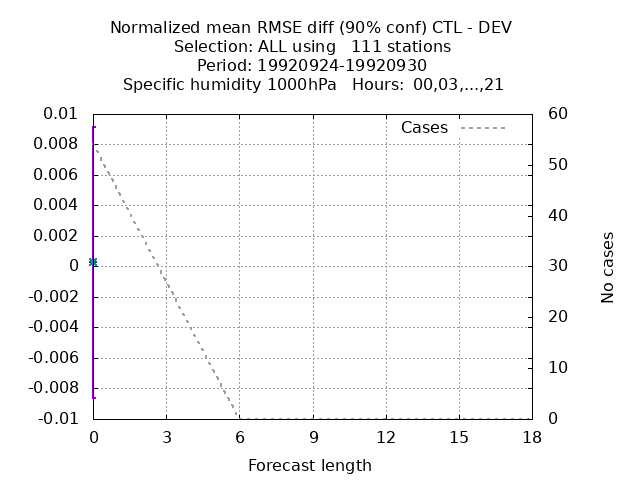 Normalized mean RMSE diff (90% conf) CTL - DEV
Selection: ALL using   111 stations
Period: 19920924-19920930
Specific humidity 1000hPa   Hours: 00,03,...,21
0.01
0.008
0.006
0.004
0.002
0
-0.002
-0.004
-0.006
-0.008
-0.01
Cases
60
50
40
30
20
10
0
No cases
0 3 6 9 12 15 18
Forecast length